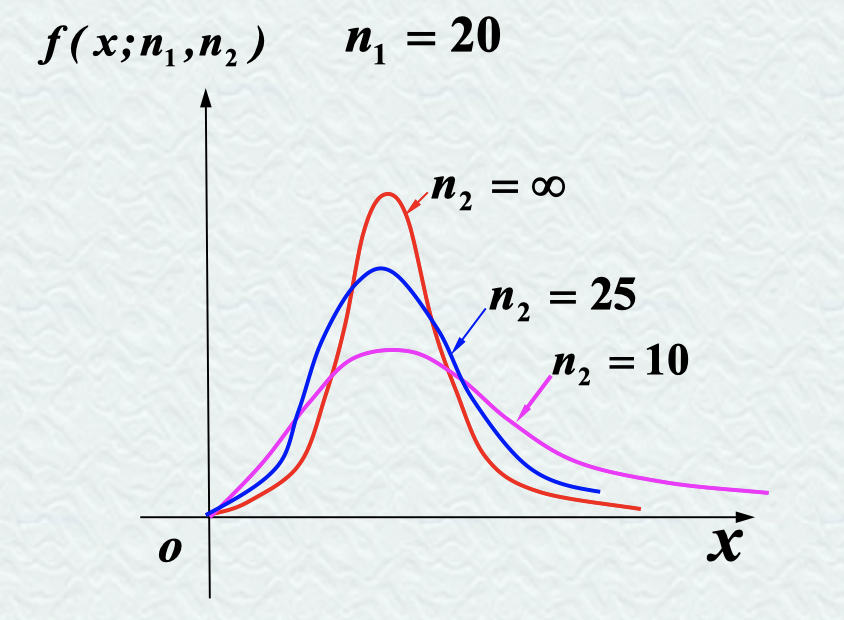 f(x;n₁,n₂) n₁ = 20
n₂ = ∞
n₂ = 25
n₂ = 10
o x